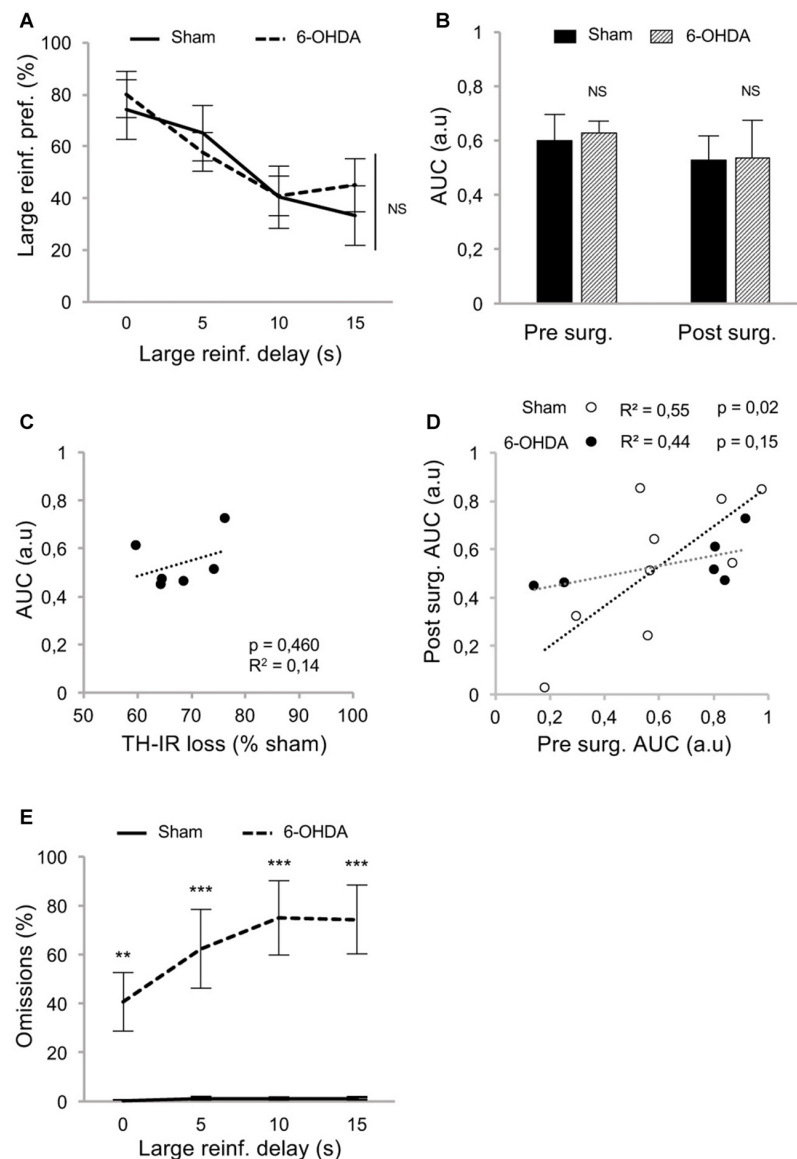 A
Sham 6-OHDA
Large reinf. pref. (%)
100
80
60
40
20
0
NS
0 5 10 15
Large reinf. delay (s)
B
Sham 6-OHDA
AUC (a.u)
1
0,8
0,6
0,4
0,2
0
NS NS
Pre surg. Post surg.
C
AUC (a.u)
1
0,8
0,6
0,4
0,2
0
p = 0,460
R² = 0,14
50 60 70 80 90 100
TH-IR loss (% sham)
D
Sham R² = 0,55 p = 0,02
6-OHDA R² = 0,44 p = 0,15
Post surg. AUC (a.u)
1
0,8
0,6
0,4
0,2
0
0 0,2 0,4 0,6 0,8 1
Pre surg. AUC (a.u)
E
Sham 6-OHDA
Omissions (%)
100
80
60
40
20
0
** *** *** ***
0 5 10 15
Large reinf. delay (s)